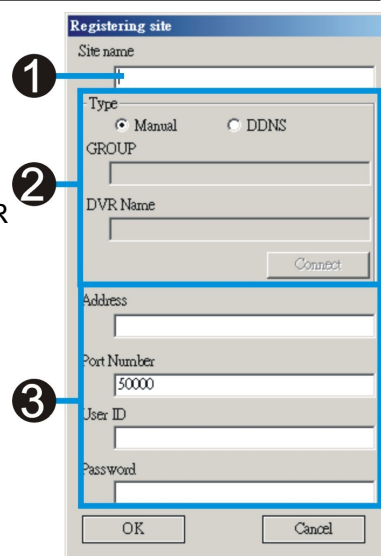 Registering site
Site name
1
Type
Manual DDNS
GROUP
2
DVR Name
R
Connect
Address
Port Number
50000
3
User ID
Password
OK Cancel